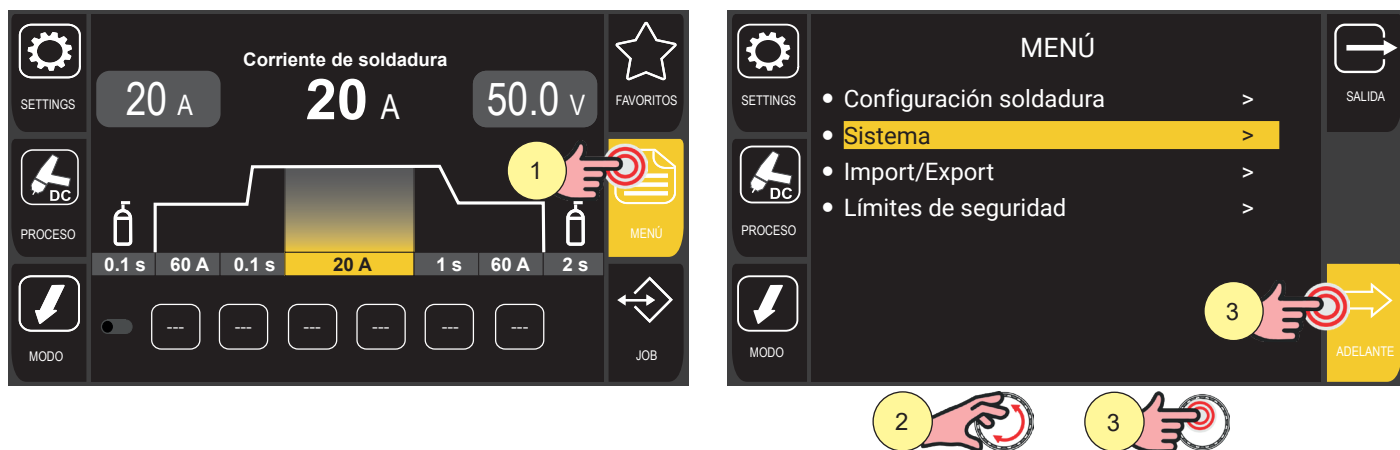 SETTINGS
PROCESO
MODO
Corriente de soldadura
20 A
20 A
50.0 V
1
0.1 s 60 A 0.1 s 20 A 1 s 60 A 2 s
--- --- --- --- --- ---
FAVORITOS
MENÚ
JOB
SETTINGS
DC
PROCESO
MODO
MENÚ
• Configuración soldadura >
• Sistema >
• Import/Export >
• Límites de seguridad >
3
SALIDA
ADELANTE
DC
2
3